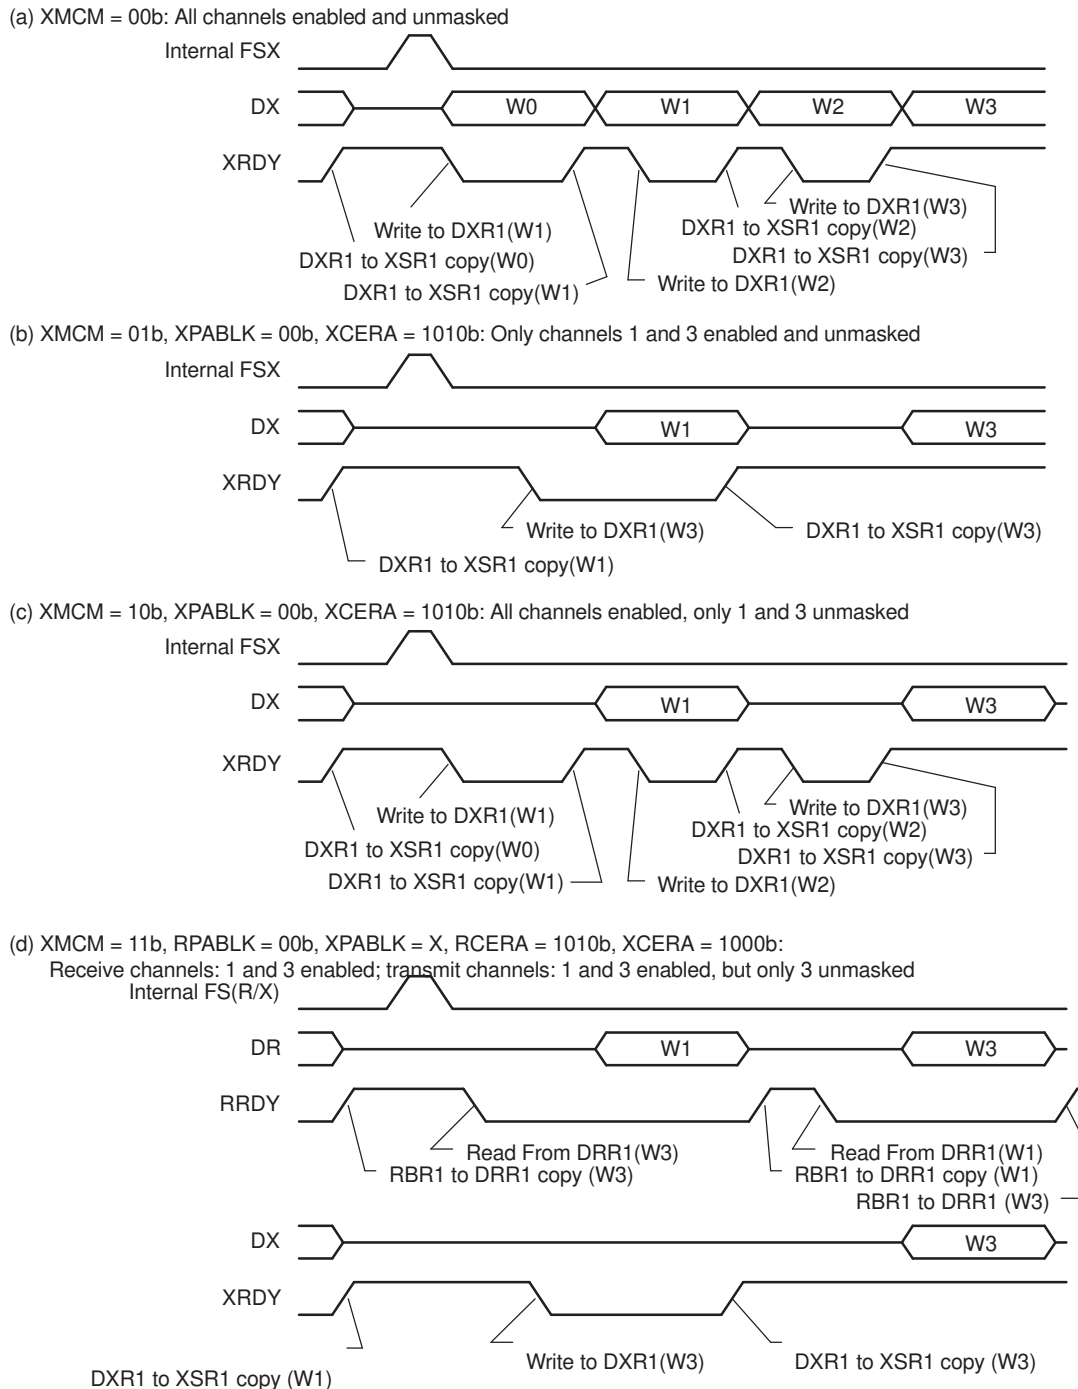 (a) XMCM = 00b: All channels enabled and unmasked
Internal FSX
DX
W0
W1
W2
W3
XRDY
Write to DXR1(W3)
Write to DXR1(W1)
DXR1 to XSR1 copy(W2)
DXR1 to XSR1 copy(W0)
DXR1 to XSR1 copy(W3)
DXR1 to XSR1 copy(W1)
Write to DXR1(W2)
(b) XMCM = 01b, XPABLK = 00b, XCERA = 1010b: Only channels 1 and 3 enabled and unmasked
Internal FSX
DX
W1
W3
XRDY
Write to DXR1(W3)
DXR1 to XSR1 copy(W3)
DXR1 to XSR1 copy(W1)
(c) XMCM = 10b, XPABLK = 00b, XCERA = 1010b: All channels enabled, only 1 and 3 unmasked
Internal FSX
DX
W1
W3
XRDY
Write to DXR1(W3)
Write to DXR1(W1)
DXR1 to XSR1 copy(W2)
DXR1 to XSR1 copy(W0)
DXR1 to XSR1 copy(W3)
DXR1 to XSR1 copy(W1)
Write to DXR1(W2)
(d) XMCM = 11b, RPABLK = 00b, XPABLK = X, RCERA = 1010b, XCERA = 1000b:
Receive channels: 1 and 3 enabled; transmit channels: 1 and 3 enabled, but only 3 unmasked
Internal FS(R/X)
DR
W1
W3
RRDY
Read From DRR1(W3)
Read From DRR1(W1)
RBR1 to DRR1 copy (W3)
RBR1 to DRR1 copy (W1)
RBR1 to DRR1 (W3)
DX
W3
XRDY
Write to DXR1(W3)
DXR1 to XSR1 copy (W3)
DXR1 to XSR1 copy (W1)